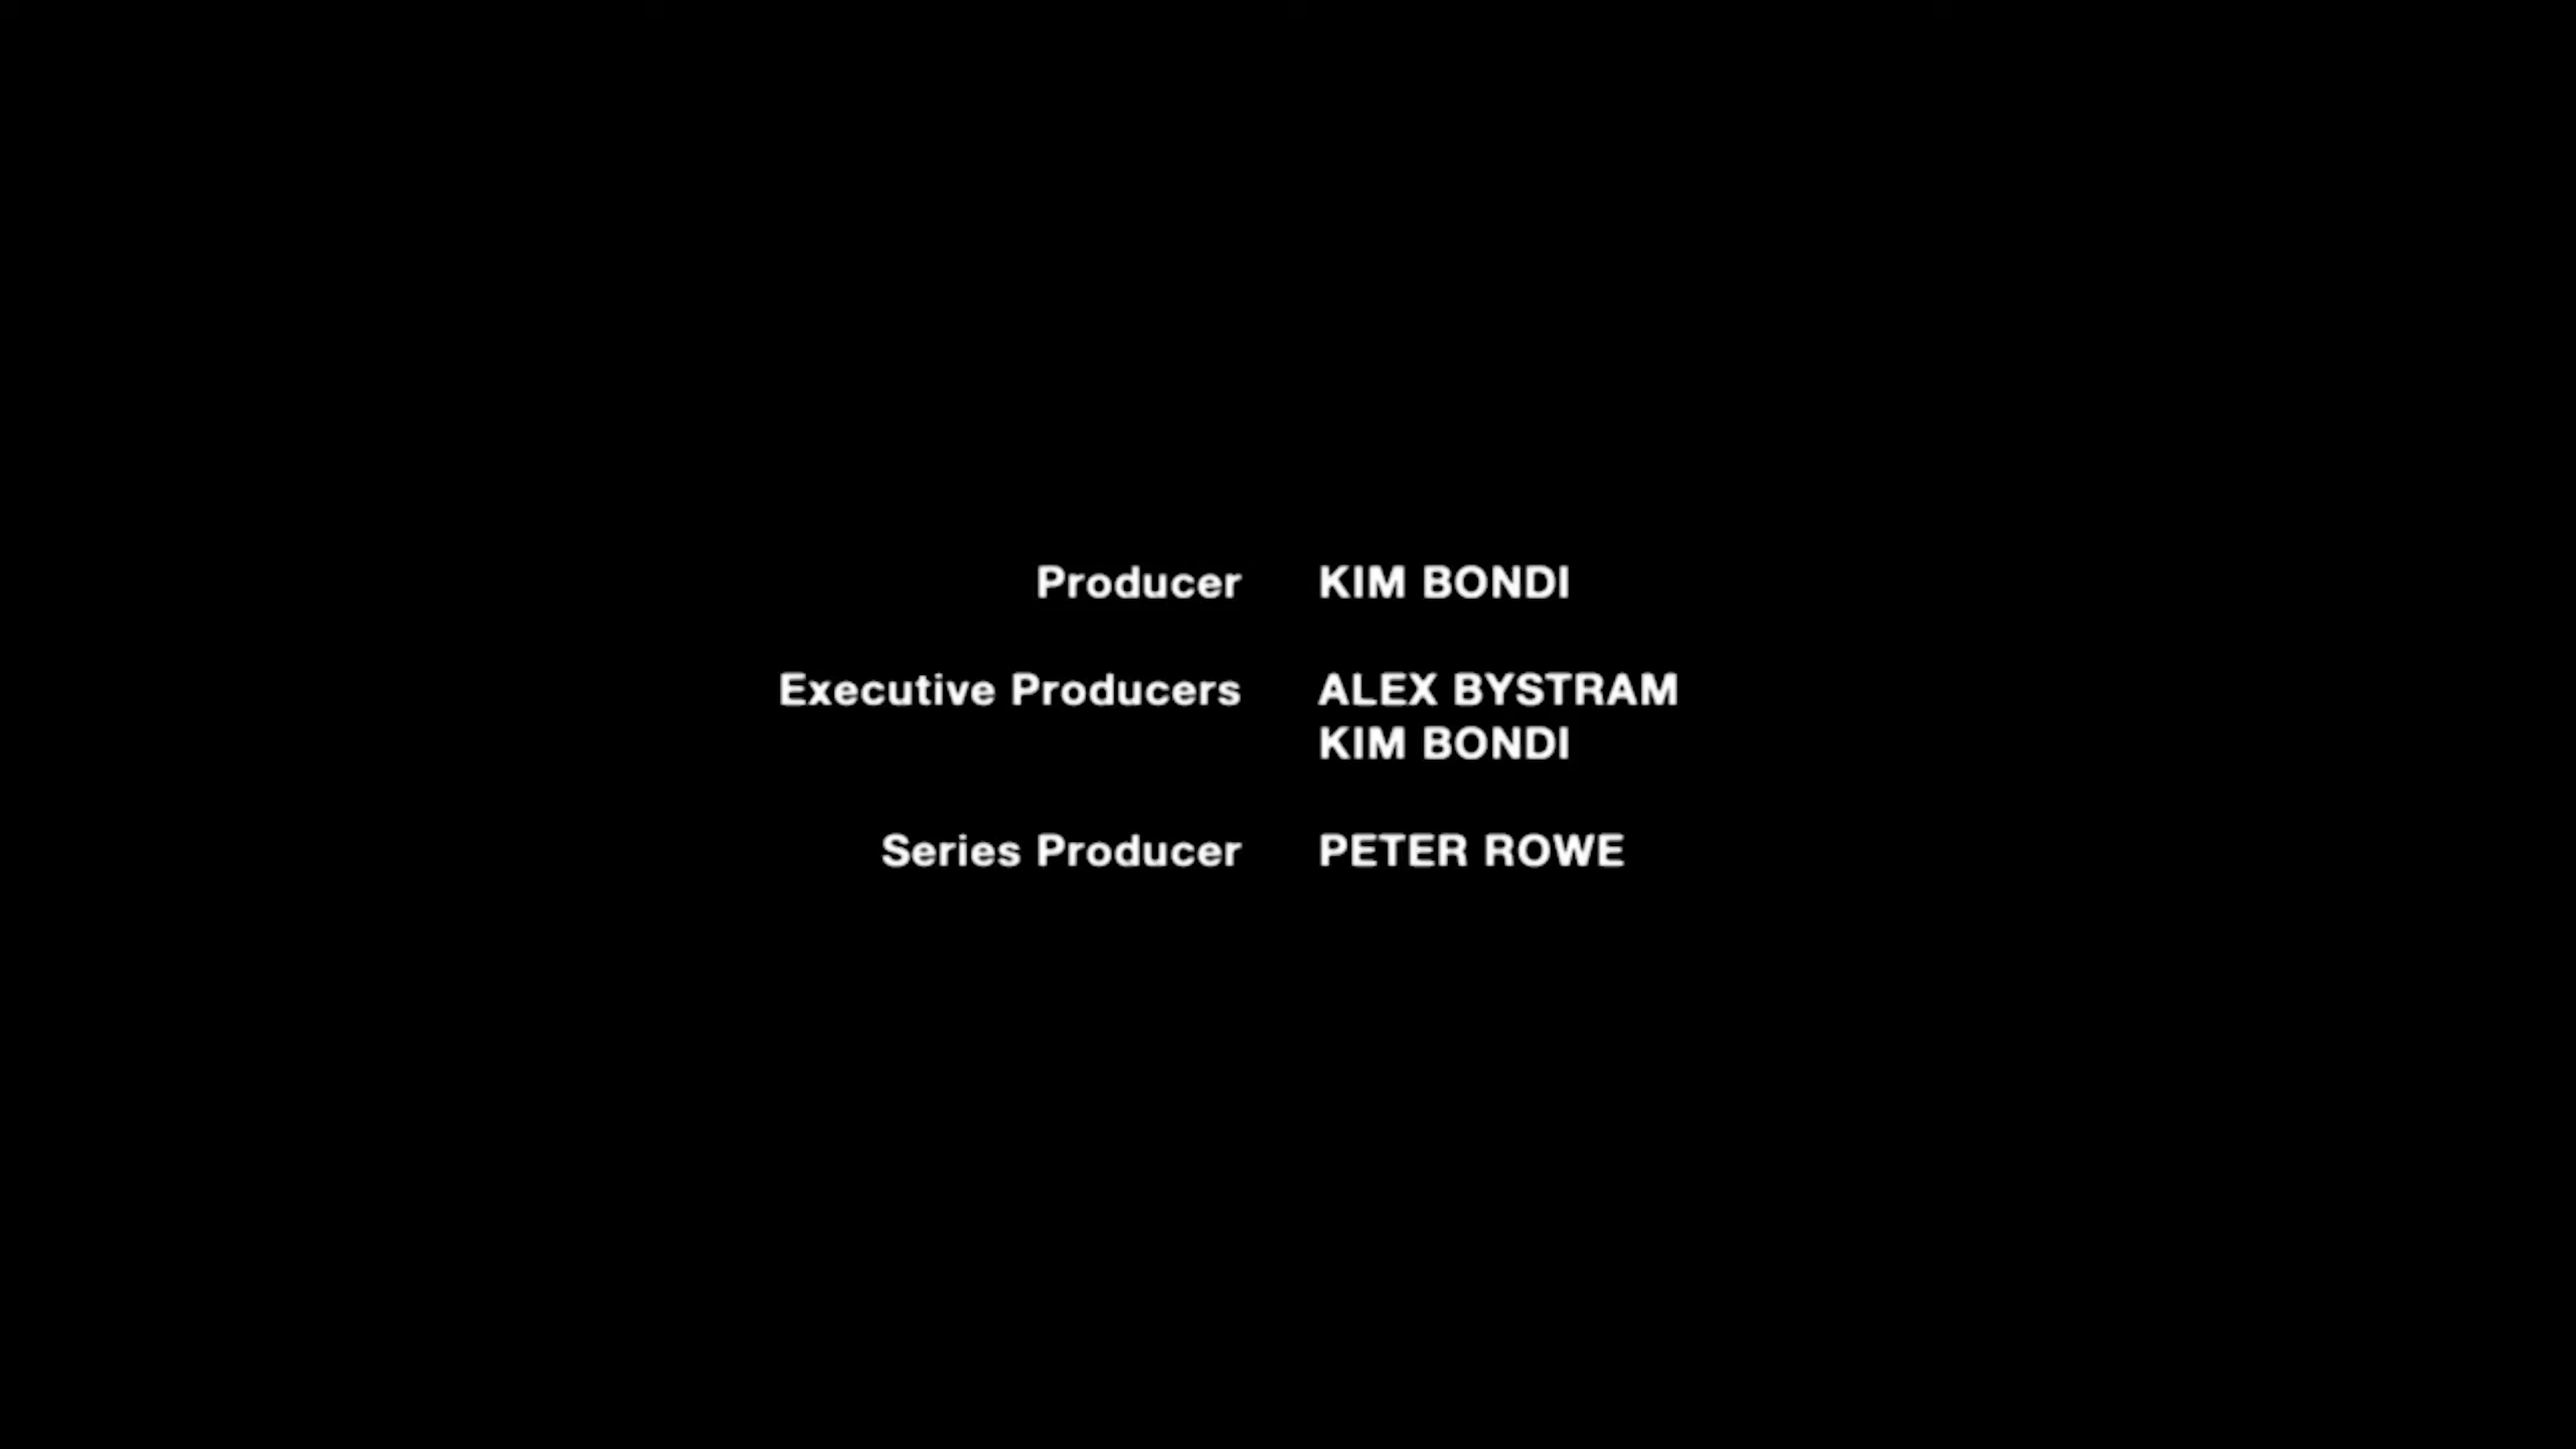 Producer KIM BONDI
Executive Producers ALEX BYSTRAM
KIM BONDI
Series Producer PETER ROWE